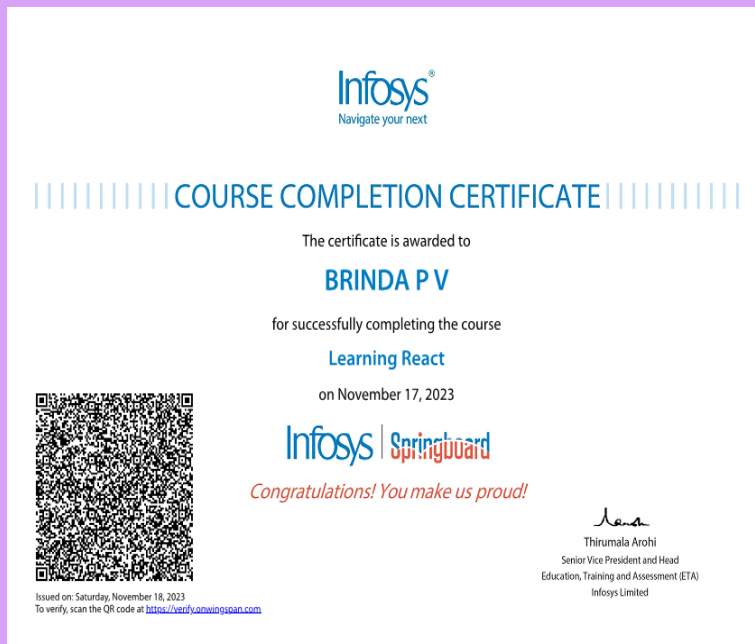 Infosys®
Navigate your next
COURSE COMPLETION CERTIFICATE
The certificate is awarded to
BRINDA P V
for successfully completing the course
Learning React
on November 17, 2023
Infosys | Springboard
Congratulations! You make us proud!
Thirumala Arohi
Senior Vice President and Head
Education, Training and Assessment (ETA)
Infosys Limited
Issued on: Saturday, November 18, 2023
To verify, scan the QR code at https://verify.onwingspan.com